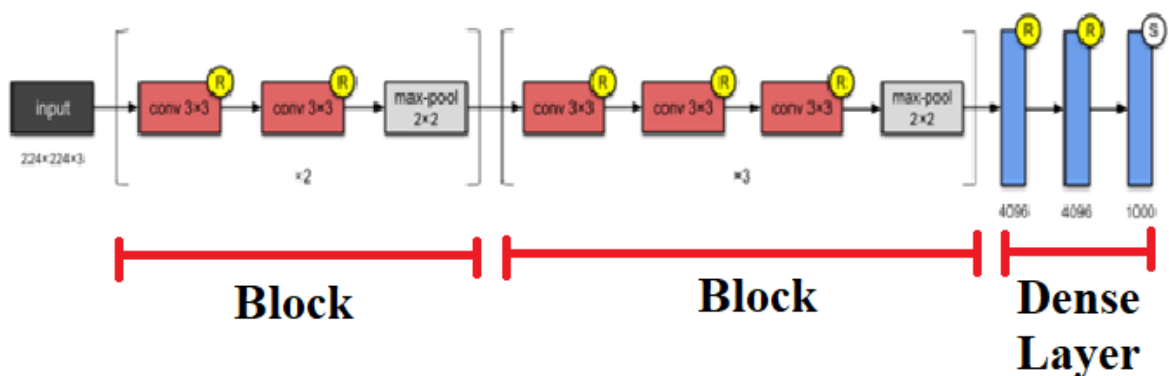 input
224×224×3
conv 3×3
R
conv 3×3
R
max-pool
2×2
×2
conv 3×3
R
conv 3×3
R
conv 3×3
R
max-pool
2×2
×3
R
R
S
4096
4096
1000
Block
Block
Dense
Layer